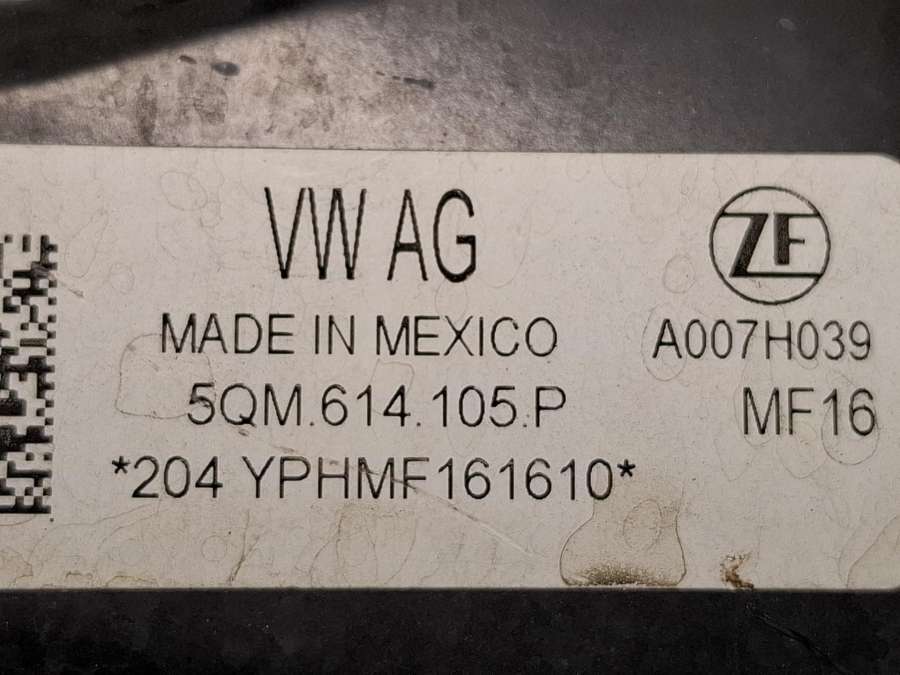 VW AG
ZF
MADE IN MEXICO
A007H039
5QM.614.105.P
MF16
*204 YPHMF161610*